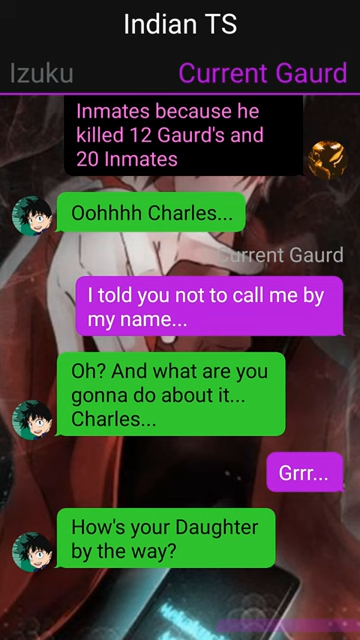 Indian TS
Izuku
Current Gaurd
Inmates because he
killed 12 Gaurd's and
20 Inmates
Oohhhh Charles...
Current Gaurd
I told you not to call me by
my name...
Oh? And what are you
gonna do about it...
Charles...
Grrr...
How's your Daughter
by the way?